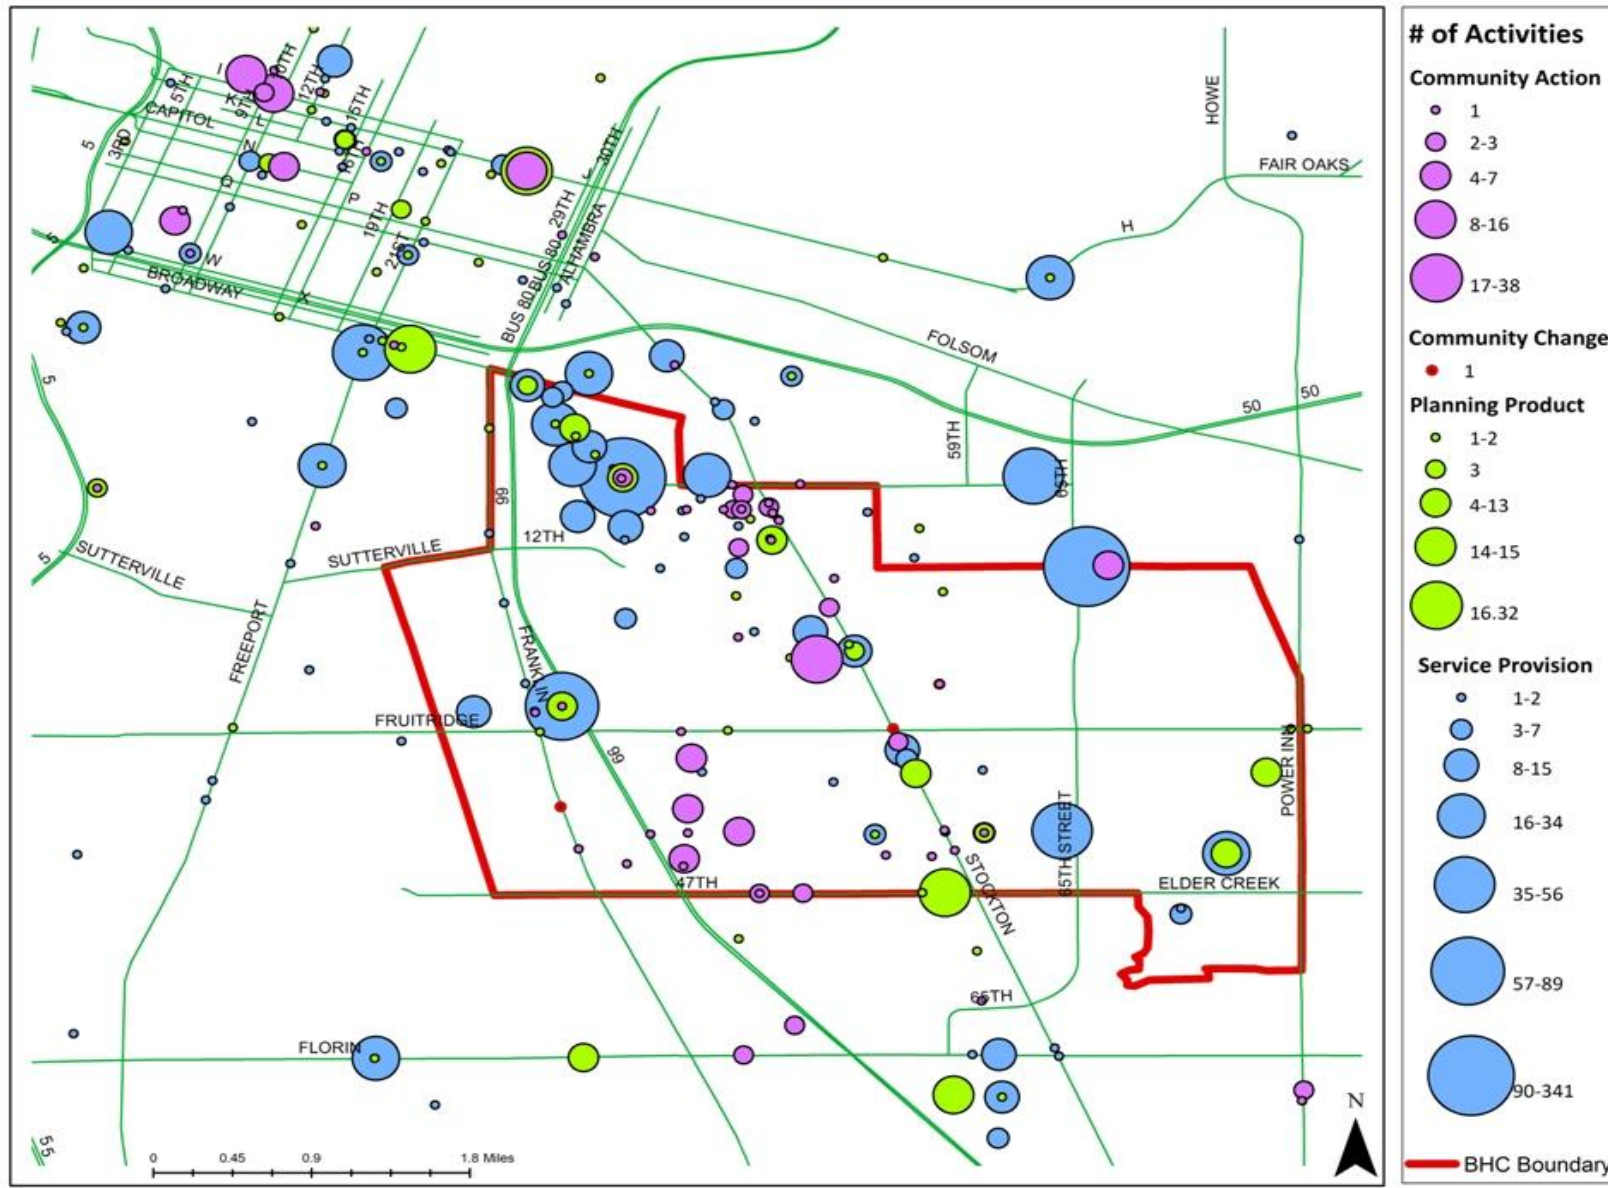 I
5TH
10TH
12TH
K
9TH
15TH
CAPITOL
L
3RD
5
N
16TH
30TH
L
Q
P
19TH
29TH
21ST
ALHAMBRA
5
W
BUS 80
BROADWAY
X
BUS 80
HOWE
FAIR OAKS
H
FOLSOM
50
50
5
59TH
65TH
99
12TH
SUTTERVILLE
SUTTERVILLE
5
FREEPORT
FRANKLIN
FRUITRIDGE
99
POWER INN
65TH STREET
STOCKTON
47TH
ELDER CREEK
65TH
FLORIN
55
0 0.45 0.9 1.8 Miles
N
# of Activities
Community Action
1
2-3
4-7
8-16
17-38
Community Change
1
Planning Product
1-2
3
4-13
14-15
16.32
Service Provision
1-2
3-7
8-15
16-34
35-56
57-89
90-341
BHC Boundary